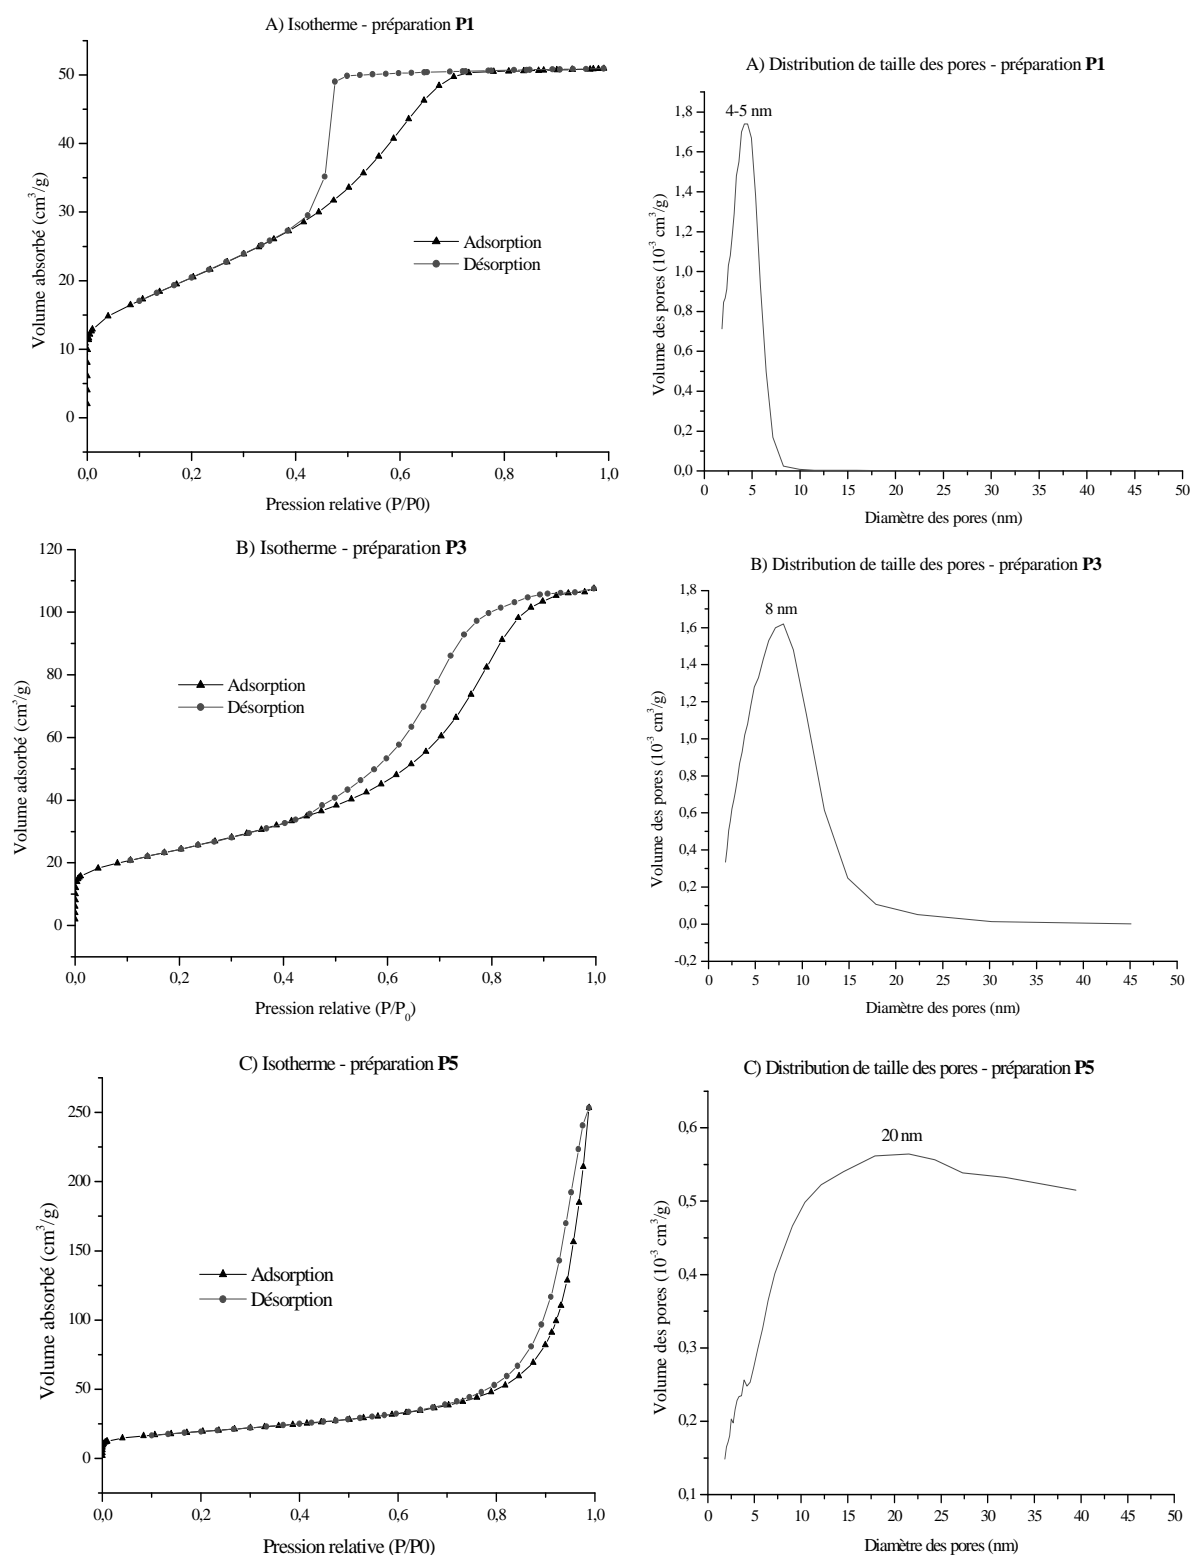 A) Isotherme - préparation P1
50
40
30
20
10
0
Volume absorbé (cm³/g)
Adsorption
Désorption
0,0 0,2 0,4 0,6 0,8 1,0
Pression relative (P/P0)
A) Distribution de taille des pores - préparation P1
4-5 nm
1,8
1,6
1,4
1,2
1,0
0,8
0,6
0,4
0,2
0,0
Volume des pores (10⁻³ cm³/g)
0 5 10 15 20 25 30 35 40 45 50
Diamètre des pores (nm)
B) Isotherme - préparation P3
120
100
80
60
40
20
0
Volume adsorbé (cm³/g)
Adsorption
Désorption
0,0 0,2 0,4 0,6 0,8 1,0
Pression relative (P/P₀)
B) Distribution de taille des pores - préparation P3
8 nm
1,8
1,6
1,4
1,2
1,0
0,8
0,6
0,4
0,2
0,0
-0,2
Volume des pores (10⁻³ cm³/g)
0 5 10 15 20 25 30 35 40 45 50
Diamètre des pores (nm)
C) Isotherme - préparation P5
250
200
150
100
50
0
Volume absorbé (cm³/g)
Adsorption
Désorption
0,0 0,2 0,4 0,6 0,8 1,0
Pression relative (P/P0)
C) Distribution de taille des pores - préparation P5
20 nm
0,6
0,5
0,4
0,3
0,2
0,1
Volume des pores (10⁻³ cm³/g)
0 5 10 15 20 25 30 35 40 45 50
Diamètre des pores (nm)